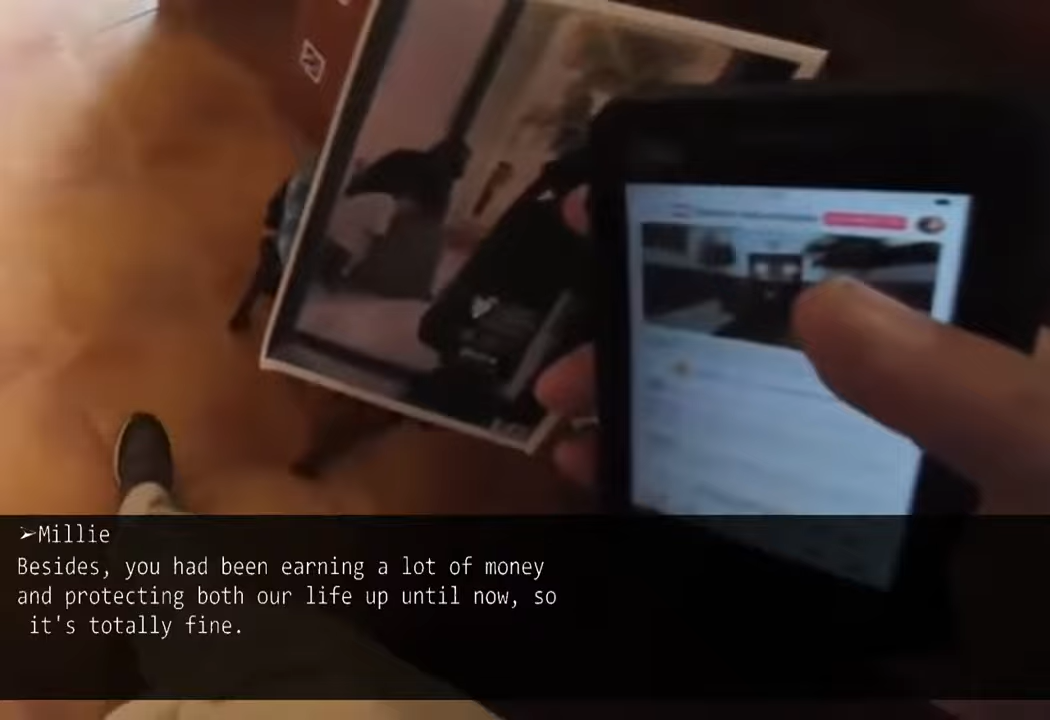 ➢Millie
Besides, you had been earning a lot of money
and protecting both our life up until now, so
it's totally fine.